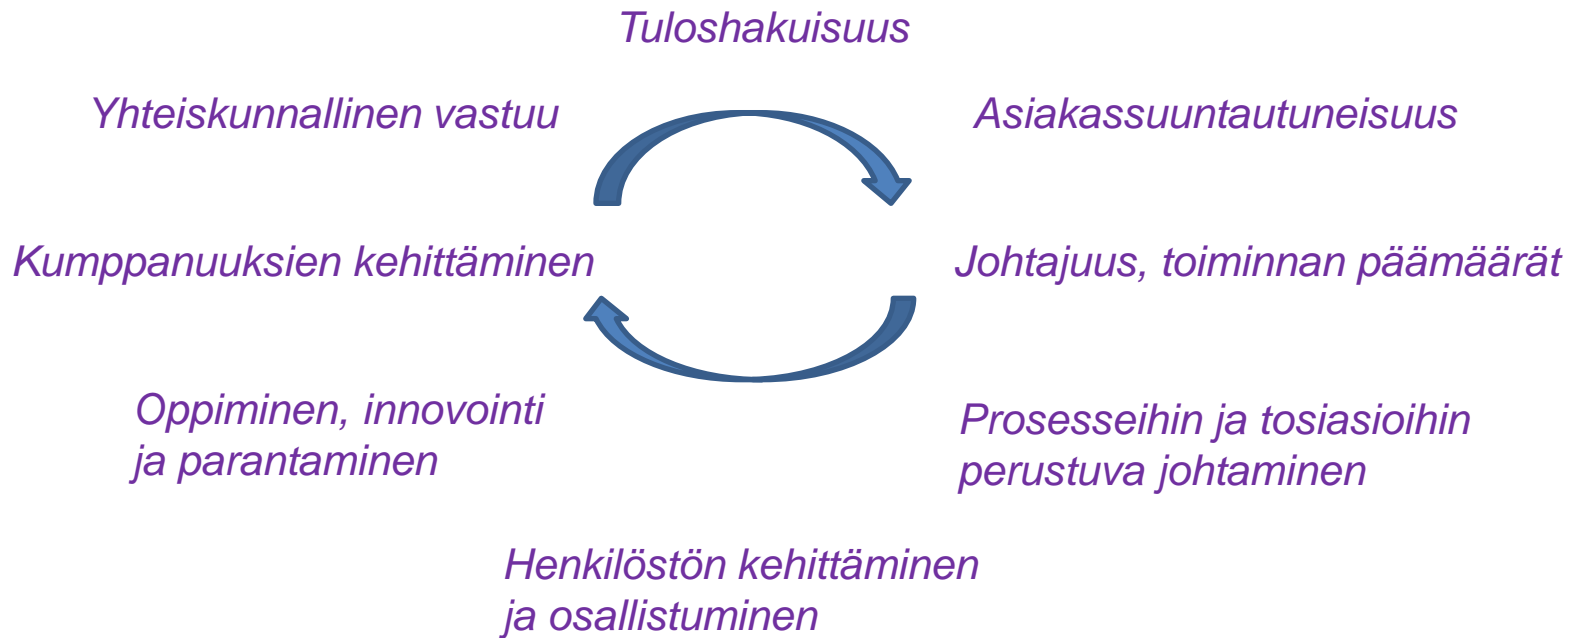 Tuloshakuisuus
Yhteiskunnallinen vastuu
Asiakassuuntautuneisuus
Kumppanuuksien kehittäminen
Johtajuus, toiminnan päämäärät
Oppiminen, innovointi
ja parantaminen
Prosesseihin ja tosiasioihin
perustuva johtaminen
Henkilöstön kehittäminen
ja osallistuminen